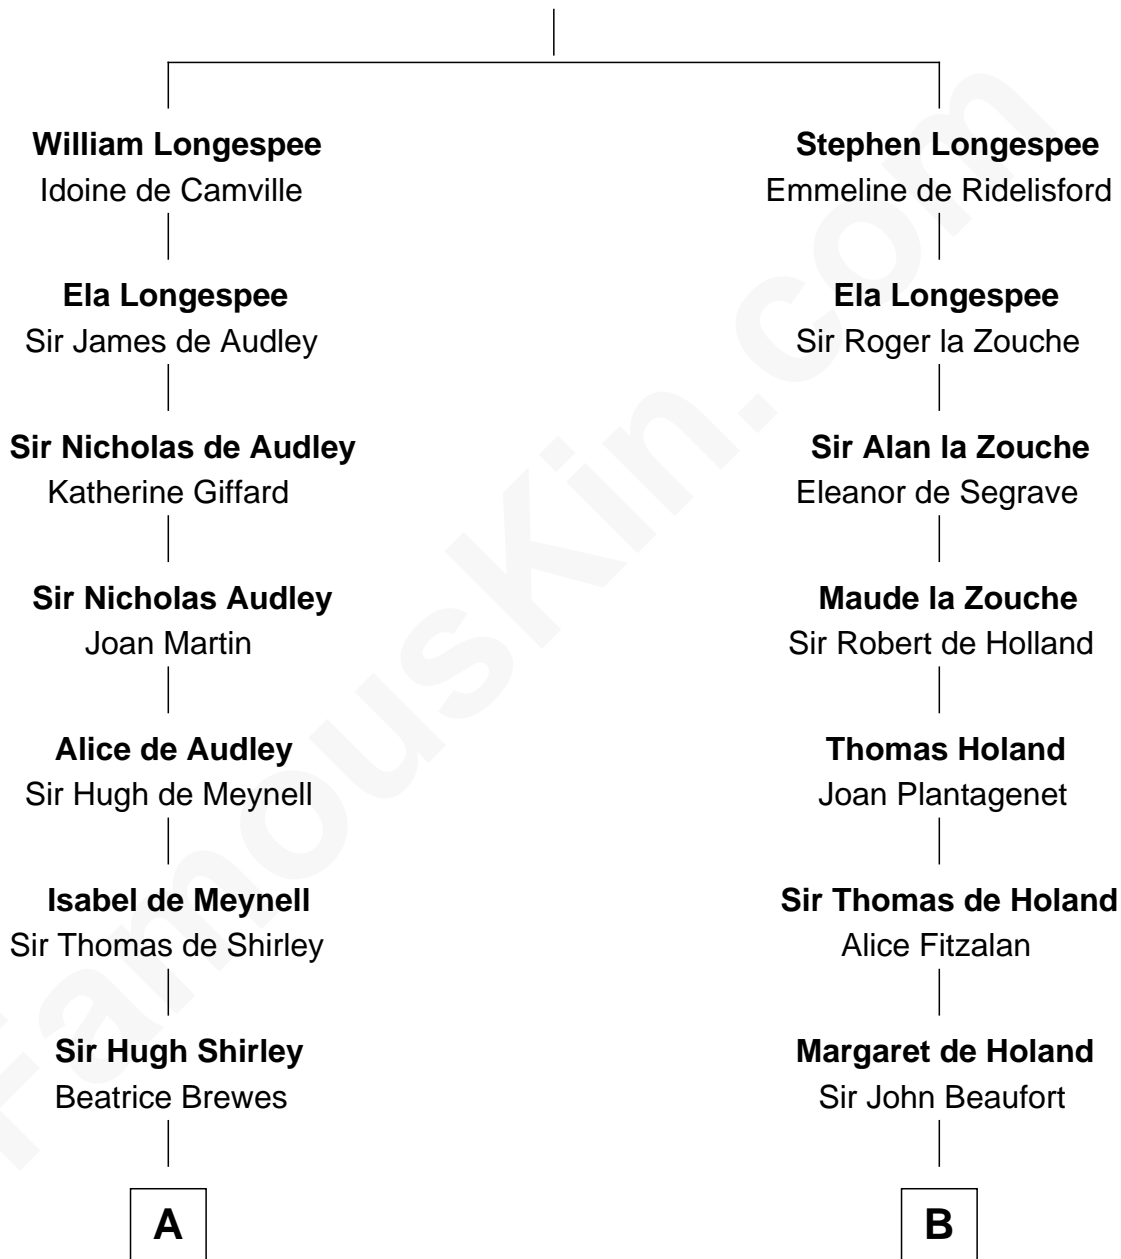 William Longespee
Idoine de Camville
Ela Longespee
Sir James de Audley
Sir Nicholas de Audley
Katherine Giffard
Sir Nicholas Audley
Joan Martin
Alice de Audley
Sir Hugh de Meynell
Isabel de Meynell
Sir Thomas de Shirley
Sir Hugh Shirley
Beatrice Brewes
A
Stephen Longespee
Emmeline de Ridelisford
Ela Longespee
Sir Roger la Zouche
Sir Alan la Zouche
Eleanor de Segrave
Maude la Zouche
Sir Robert de Holland
Thomas Holand
Joan Plantagenet
Sir Thomas de Holand
Alice Fitzalan
Margaret de Holand
Sir John Beaufort
B
FamousKin.com